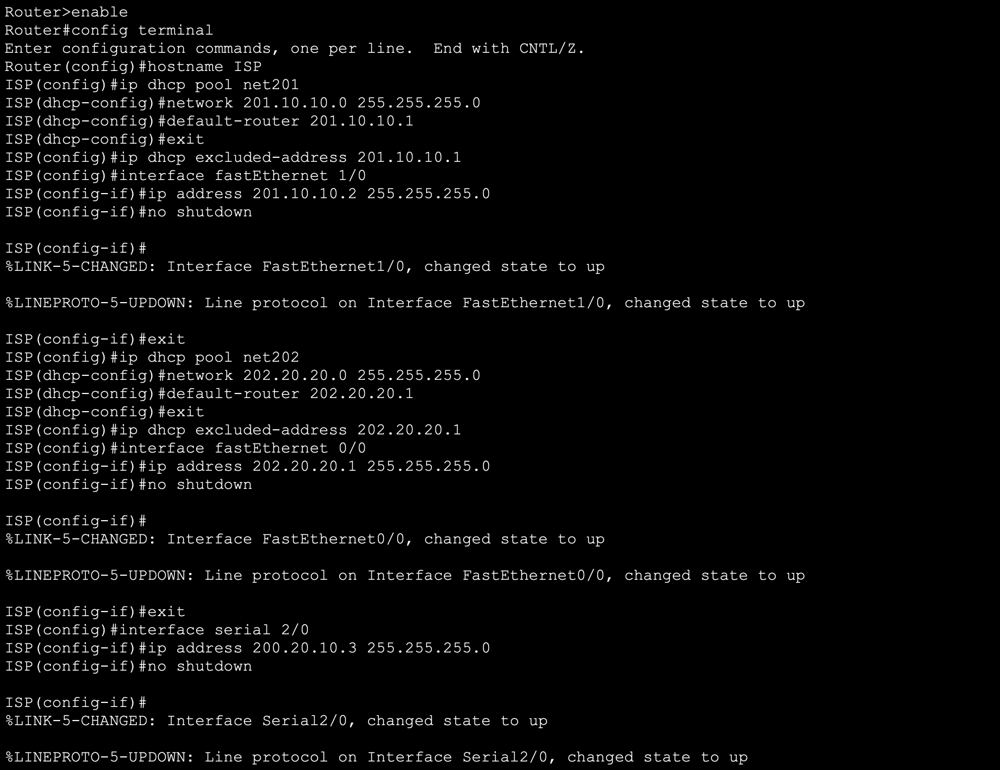 Router>enable
Router#config terminal
Enter configuration commands, one per line.  End with CNTL/Z.
Router(config)#hostname ISP
ISP(config)#ip dhcp pool net201
ISP(dhcp-config)#network 201.10.10.0 255.255.255.0
ISP(dhcp-config)#default-router 201.10.10.1
ISP(dhcp-config)#exit
ISP(config)#ip dhcp excluded-address 201.10.10.1
ISP(config)#interface fastEthernet 1/0
ISP(config-if)#ip address 201.10.10.2 255.255.255.0
ISP(config-if)#no shutdown
ISP(config-if)#
%LINK-5-CHANGED: Interface FastEthernet1/0, changed state to up
%LINEPROTO-5-UPDOWN: Line protocol on Interface FastEthernet1/0, changed state to up
ISP(config-if)#exit
ISP(config)#ip dhcp pool net202
ISP(dhcp-config)#network 202.20.20.0 255.255.255.0
ISP(dhcp-config)#default-router 202.20.20.1
ISP(dhcp-config)#exit
ISP(config)#ip dhcp excluded-address 202.20.20.1
ISP(config)#interface fastEthernet 0/0
ISP(config-if)#ip address 202.20.20.1 255.255.255.0
ISP(config-if)#no shutdown
ISP(config-if)#
%LINK-5-CHANGED: Interface FastEthernet0/0, changed state to up
%LINEPROTO-5-UPDOWN: Line protocol on Interface FastEthernet0/0, changed state to up
ISP(config-if)#exit
ISP(config)#interface serial 2/0
ISP(config-if)#ip address 200.20.10.3 255.255.255.0
ISP(config-if)#no shutdown
ISP(config-if)#
%LINK-5-CHANGED: Interface Serial2/0, changed state to up
%LINEPROTO-5-UPDOWN: Line protocol on Interface Serial2/0, changed state to up